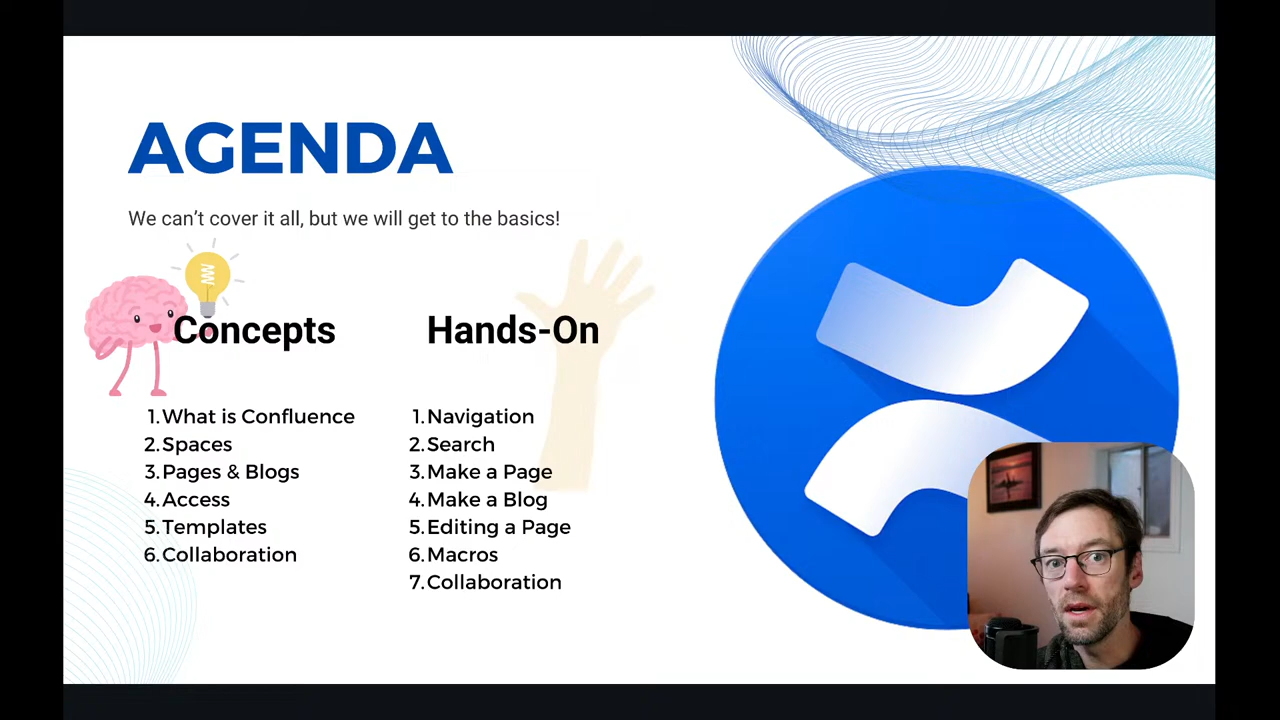 AGENDA
We can't cover it all, but we will get to the basics!
Concepts
1. What is Confluence
2. Spaces
3. Pages & Blogs
4. Access
5. Templates
6. Collaboration
Hands-On
1. Navigation
2. Search
3. Make a Page
4. Make a Blog
5. Editing a Page
6. Macros
7. Collaboration